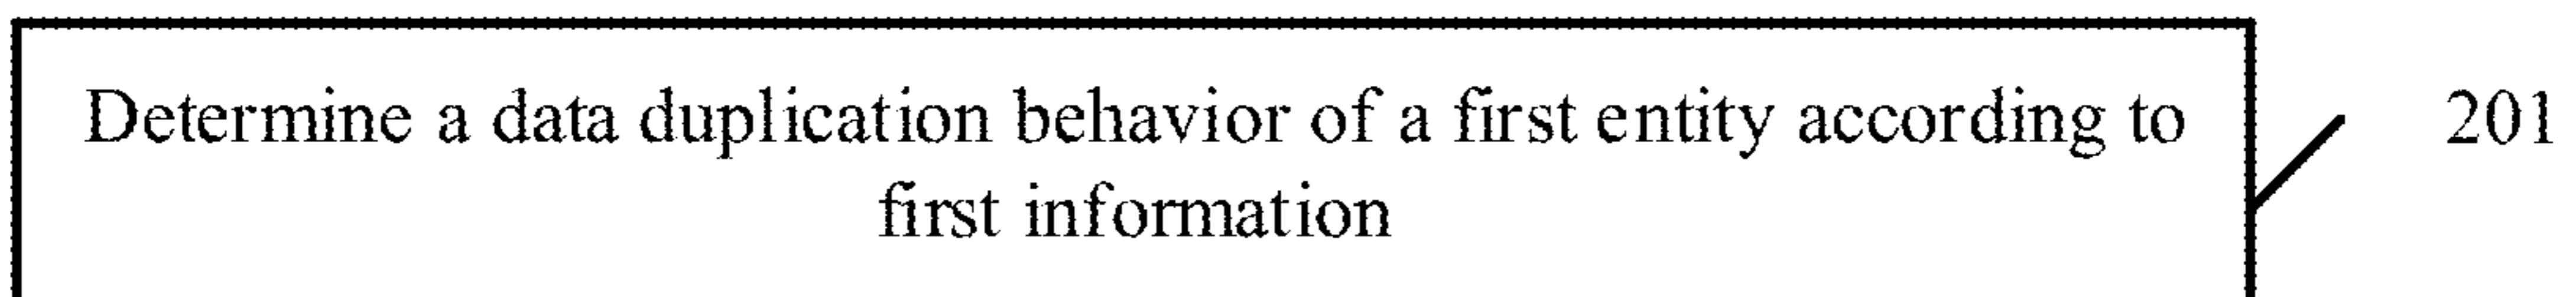 Determine a data duplication behavior of a first entity according to
first information
201